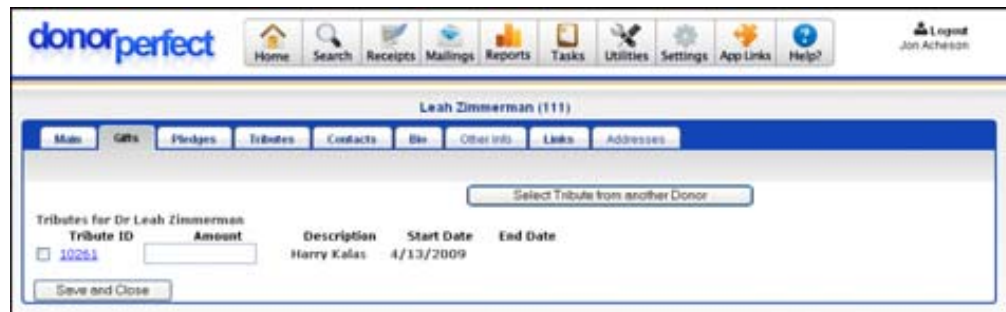 donorperfect
Home Search Receipts Mailings Reports Tasks Utilities Settings App Links Help?
Logout
Jon Acheson
Leah Zimmerman (111)
Main Gifts Pledges Tributes Contacts Bio Other Info Links Addresses
Select Tribute from another Donor
Tributes for Dr Leah Zimmerman
Tribute ID Amount Description Start Date End Date
10261 Harry Kalas 4/13/2009
Save and Close